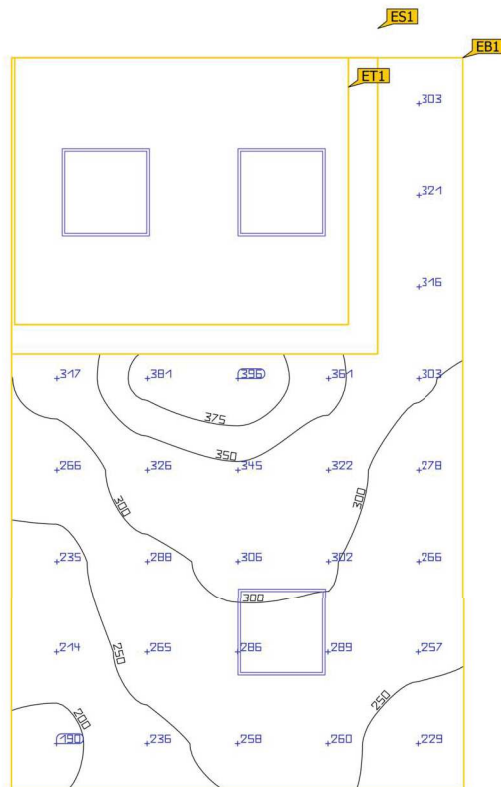 ES1
EB1
ET1
+303
+321
+316
+317 +381 +396 +361 +303
375
350
+266 +326 +345 +322 +278
300 300
+235 +288 +306 +302 +266
300
+214 +265 +286 +289 +257
250
250
200
+190 +236 +258 +260 +229